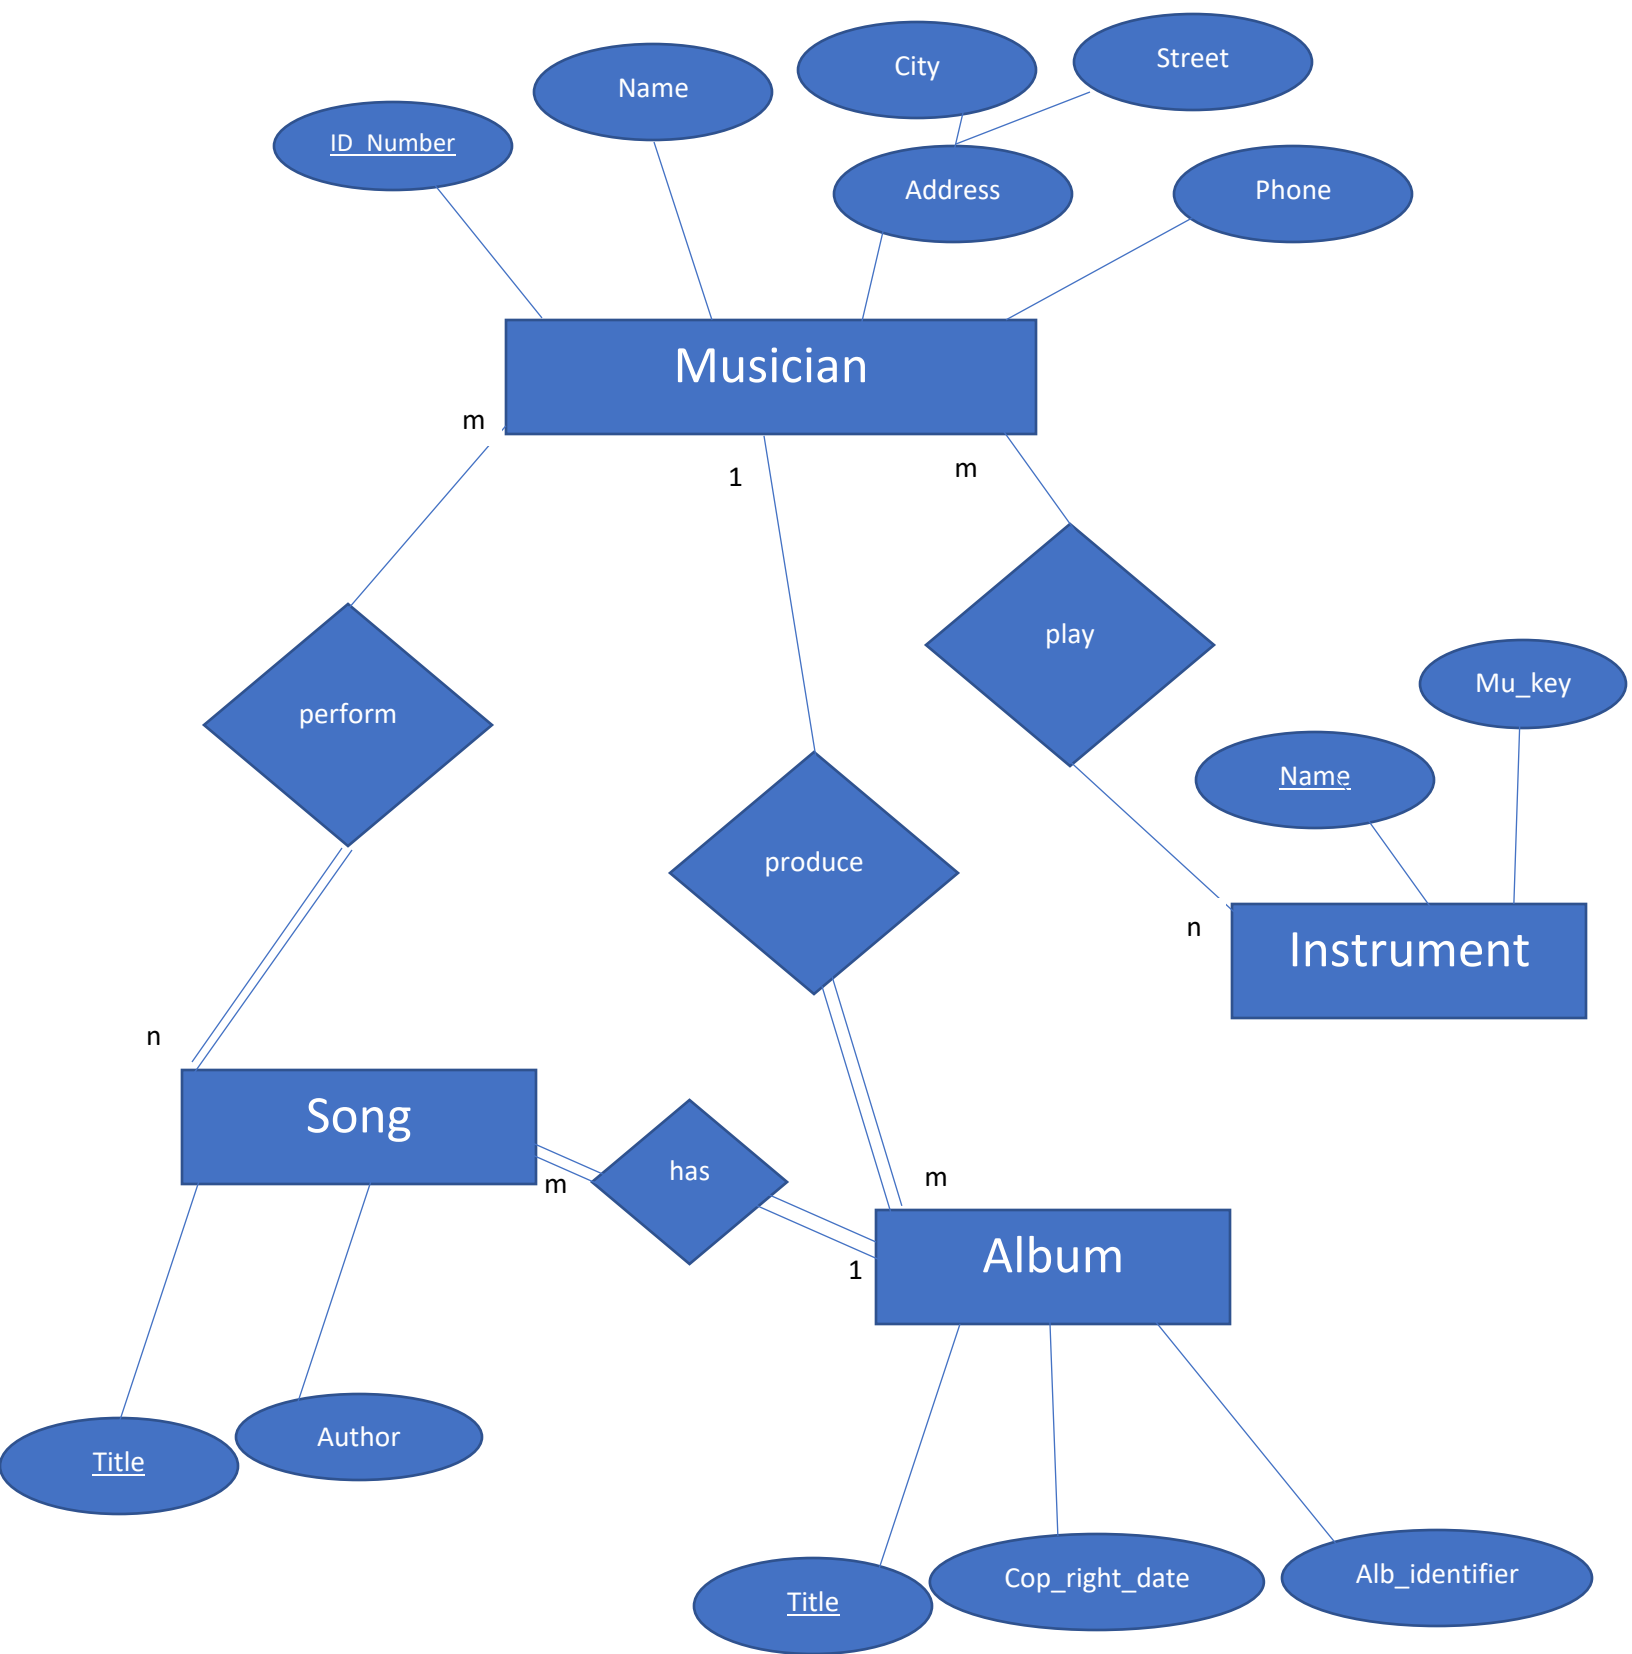 City
Street
Name
ID_Number
Address
Phone
Musician
m
1
m
play
perform
Mu_key
Name
produce
n
Instrument
n
Song
has
m
m
Album
1
Author
Title
Cop_right_date
Alb_identifier
Title